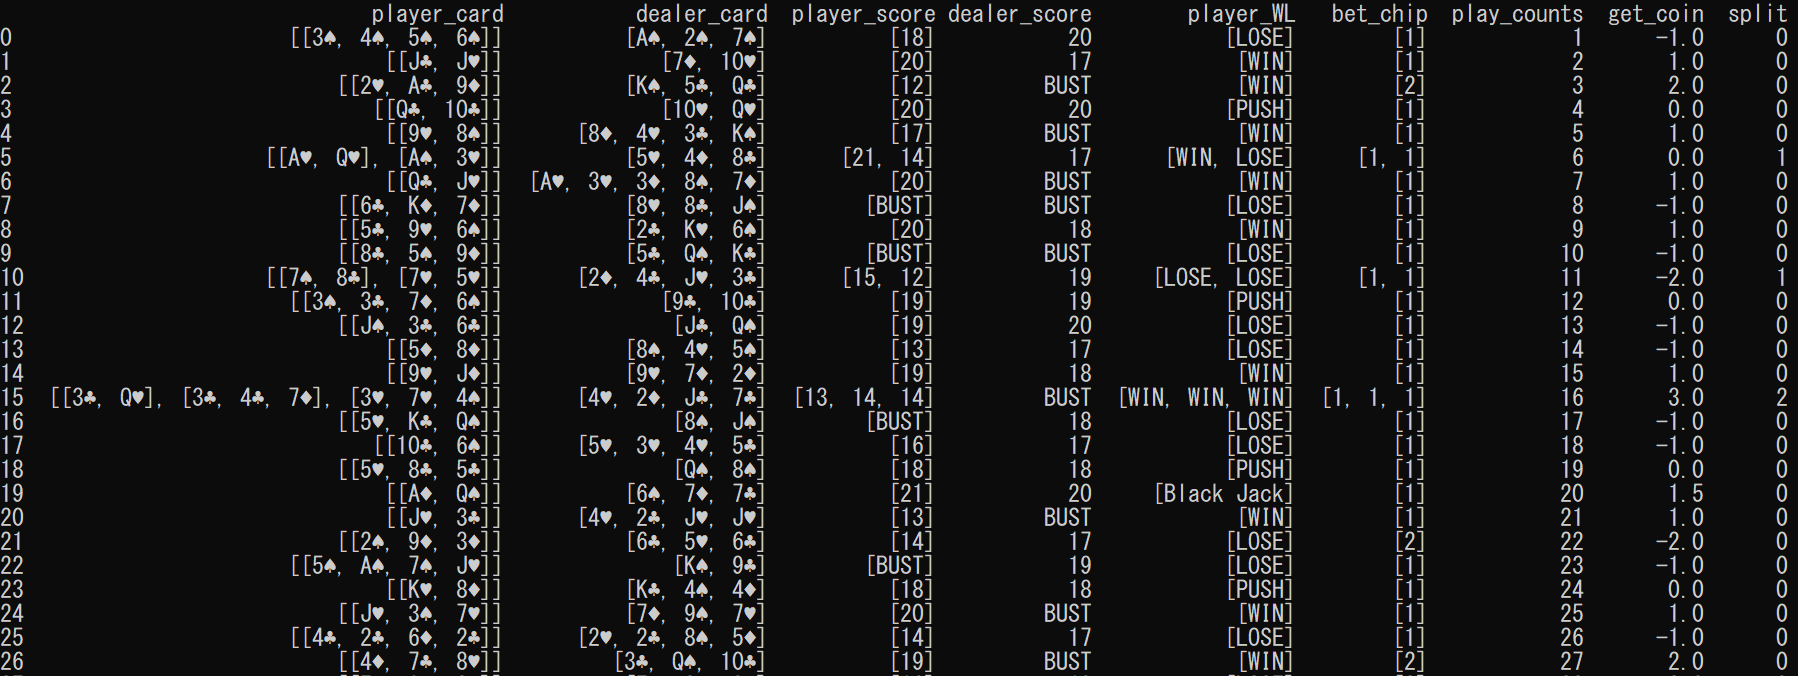 player_card dealer_card player_score dealer_score player_WL bet_chip play_counts get_coin split
0 [[3♠, 4♠, 5♠, 6♠]] [A♠, 2♠, 7♠] [18] 20 [LOSE] [1] 1 -1.0 0
1 [[J♣, J♥]] [7♦, 10♥] [20] 17 [WIN] [1] 2 1.0 0
2 [[2♥, A♣, 9♦]] [K♠, 5♣, Q♣] [12] BUST [WIN] [2] 3 2.0 0
3 [[Q♣, 10♣]] [10♥, Q♥] [20] 20 [PUSH] [1] 4 0.0 0
4 [[9♥, 8♠]] [8♦, 4♥, 3♣, K♠] [17] BUST [WIN] [1] 5 1.0 0
5 [[A♥, Q♥], [A♠, 3♥]] [5♥, 4♦, 8♣] [21, 14] 17 [WIN, LOSE] [1, 1] 6 0.0 1
6 [[Q♣, J♥]] [A♥, 3♥, 3♦, 8♠, 7♦] [20] BUST [WIN] [1] 7 1.0 0
7 [[6♣, K♦, 7♦]] [8♥, 8♣, J♠] [BUST] BUST [LOSE] [1] 8 -1.0 0
8 [[5♣, 9♥, 6♠]] [2♣, K♥, 6♠] [20] 18 [WIN] [1] 9 1.0 0
9 [[8♣, 5♠, 9♦]] [5♣, Q♠, K♣] [BUST] BUST [LOSE] [1] 10 -1.0 0
10 [[7♠, 8♣], [7♥, 5♥]] [2♦, 4♣, J♥, 3♣] [15, 12] 19 [LOSE, LOSE] [1, 1] 11 -2.0 1
11 [[3♠, 3♣, 7♦, 6♠]] [9♣, 10♣] [19] 19 [PUSH] [1] 12 0.0 0
12 [[J♠, 3♣, 6♣]] [J♣, Q♠] [19] 20 [LOSE] [1] 13 -1.0 0
13 [[5♦, 8♦]] [8♠, 4♥, 5♠] [13] 17 [LOSE] [1] 14 -1.0 0
14 [[9♥, J♦]] [9♥, 7♦, 2♦] [19] 18 [WIN] [1] 15 1.0 0
15 [[3♣, Q♥], [3♣, 4♣, 7♦], [3♥, 7♥, 4♠]] [4♥, 2♦, J♣, 7♣] [13, 14, 14] BUST [WIN, WIN, WIN] [1, 1, 1] 16 3.0 2
16 [[5♥, K♣, Q♠]] [8♠, J♠] [BUST] 18 [LOSE] [1] 17 -1.0 0
17 [[10♣, 6♠]] [5♥, 3♥, 4♥, 5♣] [16] 17 [LOSE] [1] 18 -1.0 0
18 [[5♥, 8♣, 5♣]] [Q♠, 8♠] [18] 18 [PUSH] [1] 19 0.0 0
19 [[A♦, Q♠]] [6♠, 7♦, 7♣] [21] 20 [Black Jack] [1] 20 1.5 0
20 [[J♥, 3♣]] [4♥, 2♣, J♥, J♥] [13] BUST [WIN] [1] 21 1.0 0
21 [[2♠, 9♦, 3♦]] [6♣, 5♥, 6♣] [14] 17 [LOSE] [2] 22 -2.0 0
22 [[5♠, A♠, 7♠, J♥]] [K♠, 9♣] [BUST] 19 [LOSE] [1] 23 -1.0 0
23 [[K♥, 8♦]] [K♣, 4♠, 4♦] [18] 18 [PUSH] [1] 24 0.0 0
24 [[J♥, 3♠, 7♥]] [7♦, 9♠, 7♥] [20] BUST [WIN] [1] 25 1.0 0
25 [[4♣, 2♣, 6♦, 2♣]] [2♥, 2♣, 8♠, 5♦] [14] 17 [LOSE] [1] 26 -1.0 0
26 [[4♦, 7♣, 8♥]] [3♣, Q♠, 10♣] [19] BUST [WIN] [2] 27 2.0 0